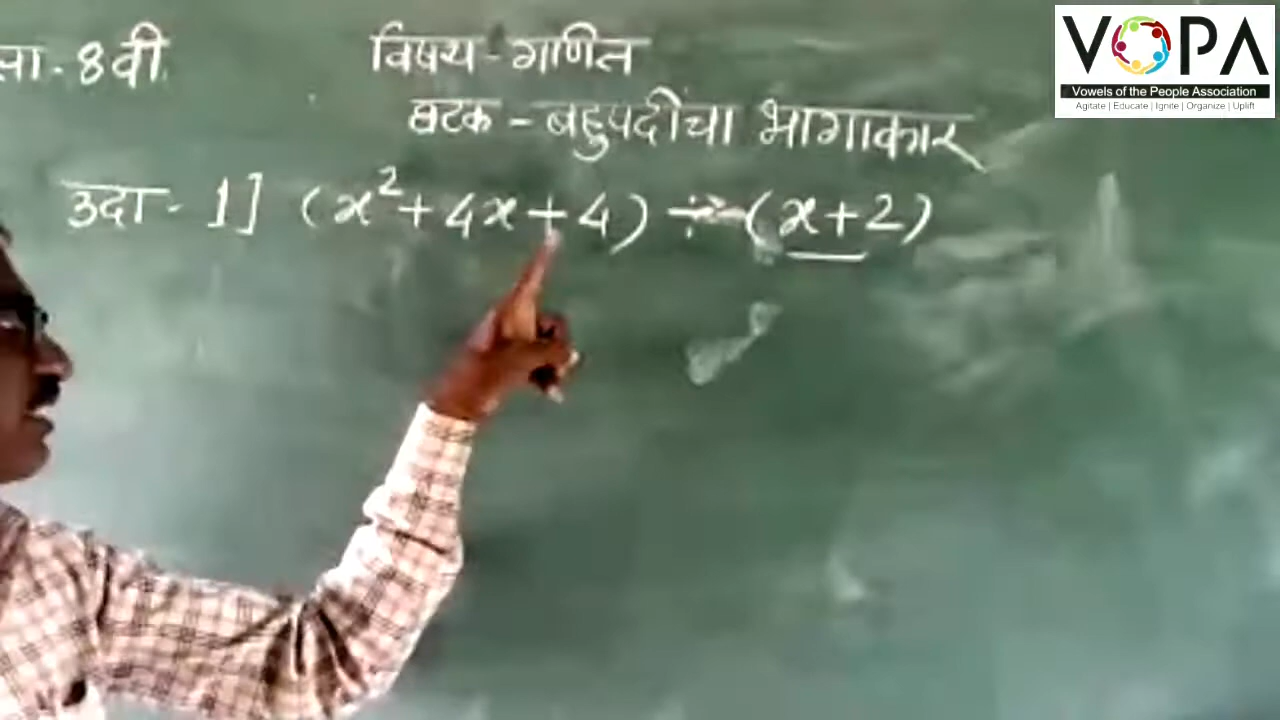 - 8 वी
विषय - गणित
घटक - बहुपदींचा भागाकार
उदा - 1] (x² + 4x + 4) ÷ (x + 2)
VOPA
Vowels of the People Association
Agitate | Educate | Ignite | Organize | Uplift